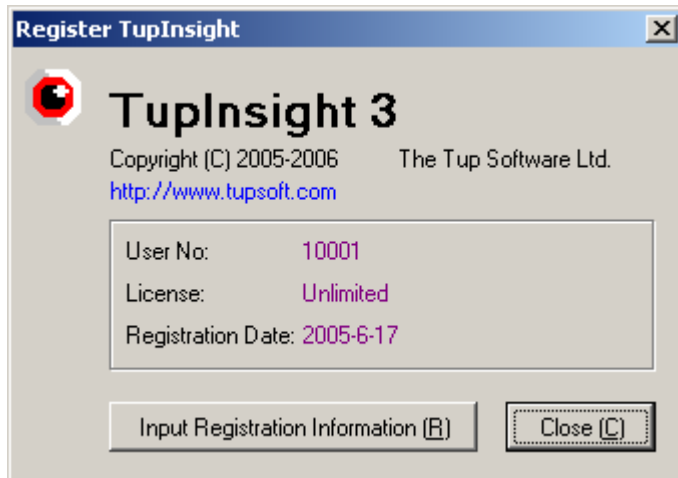 Register TupInsight
TupInsight 3
Copyright (C) 2005-2006 The Tup Software Ltd.
http://www.tupsoft.com
User No: 10001
License: Unlimited
Registration Date: 2005-6-17
Input Registration Information (R) Close (C)